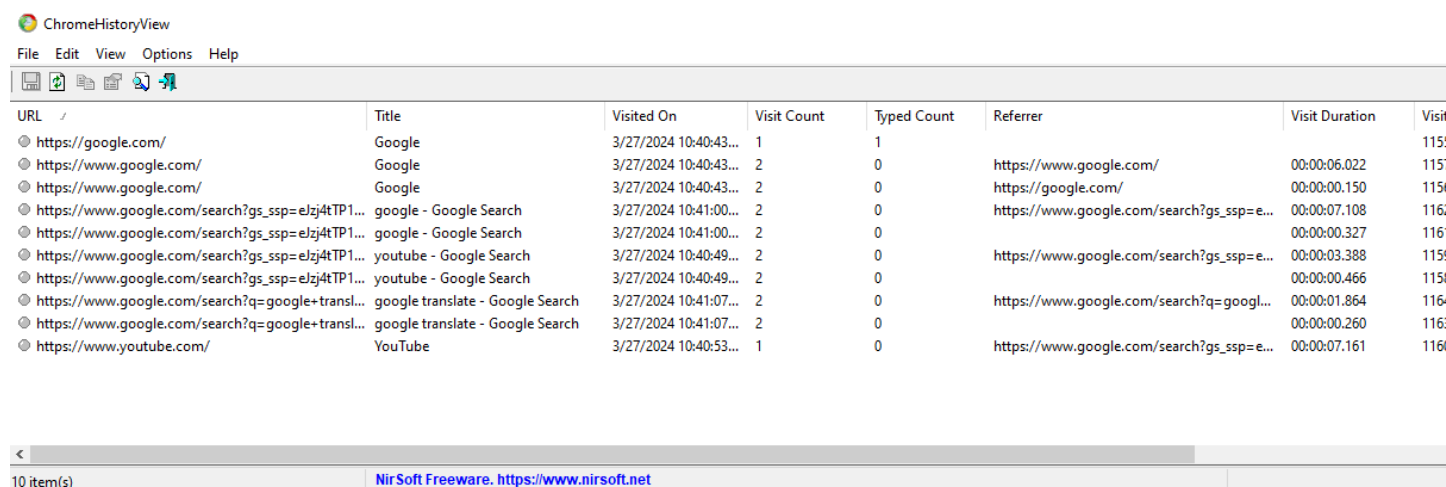 ChromeHistoryView
File Edit View Options Help
URL Title Visited On Visit Count Typed Count Referrer Visit Duration Visit
https://google.com/ Google 3/27/2024 10:40:43... 1 1 115
https://www.google.com/ Google 3/27/2024 10:40:43... 2 0 https://www.google.com/ 00:00:06.022 1157
https://www.google.com/ Google 3/27/2024 10:40:43... 2 0 https://google.com/ 00:00:00.150 1156
https://www.google.com/search?gs_ssp=eJzj4tTP1... google - Google Search 3/27/2024 10:41:00... 2 0 https://www.google.com/search?gs_ssp=e... 00:00:07.108 1162
https://www.google.com/search?gs_ssp=eJzj4tTP1... google - Google Search 3/27/2024 10:41:00... 2 0 00:00:00.327 1161
https://www.google.com/search?gs_ssp=eJzj4tTP1... youtube - Google Search 3/27/2024 10:40:49... 2 0 https://www.google.com/search?gs_ssp=e... 00:00:03.388 1159
https://www.google.com/search?gs_ssp=eJzj4tTP1... youtube - Google Search 3/27/2024 10:40:49... 2 0 00:00:00.466 1158
https://www.google.com/search?q=google+transl... google translate - Google Search 3/27/2024 10:41:07... 2 0 https://www.google.com/search?q=googl... 00:00:01.864 1164
https://www.google.com/search?q=google+transl... google translate - Google Search 3/27/2024 10:41:07... 2 0 00:00:00.260 1163
https://www.youtube.com/ YouTube 3/27/2024 10:40:53... 1 0 https://www.google.com/search?gs_ssp=e... 00:00:07.161 1160
10 item(s) NirSoft Freeware. https://www.nirsoft.net